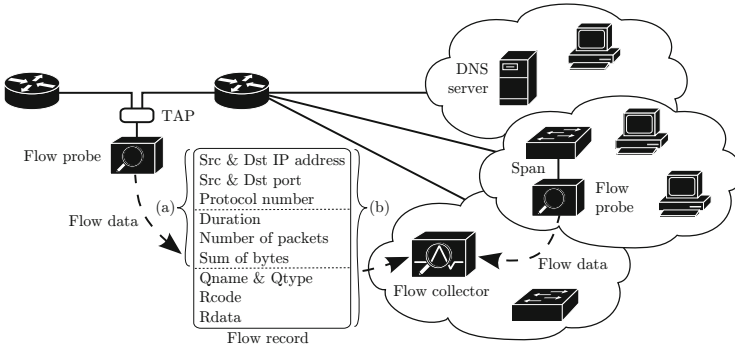 DNS
server
TAP
Flow probe
Span
Flow
probe
(a)
(b)
Src & Dst IP address
Src & Dst port
Protocol number
Duration
Number of packets
Sum of bytes
Qname & Qtype
Rcode
Rdata
Flow data
Flow record
Flow collector
Flow data